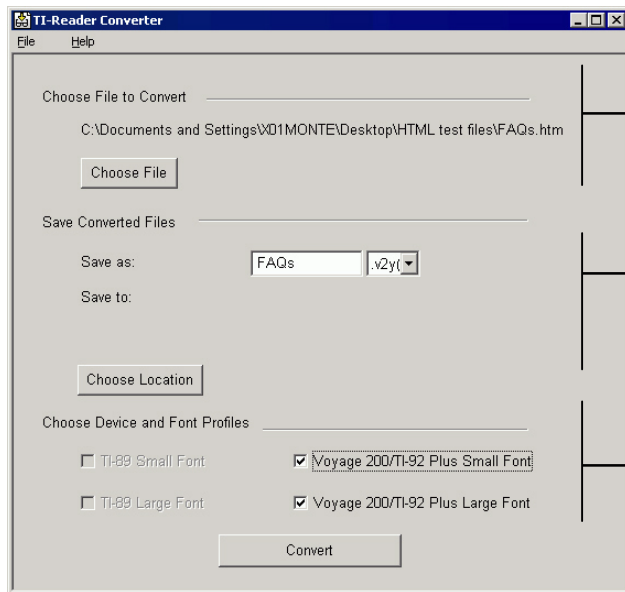 TI-Reader Converter
File Help
Choose File to Convert
C:\Documents and Settings\X01MONTE\Desktop\HTML test files\FAQs.htm
Choose File
Save Converted Files
Save as: FAQs .v2y(
Save to:
Choose Location
Choose Device and Font Profiles
TI-89 Small Font Voyage 200/TI-92 Plus Small Font
TI-89 Large Font Voyage 200/TI-92 Plus Large Font
Convert